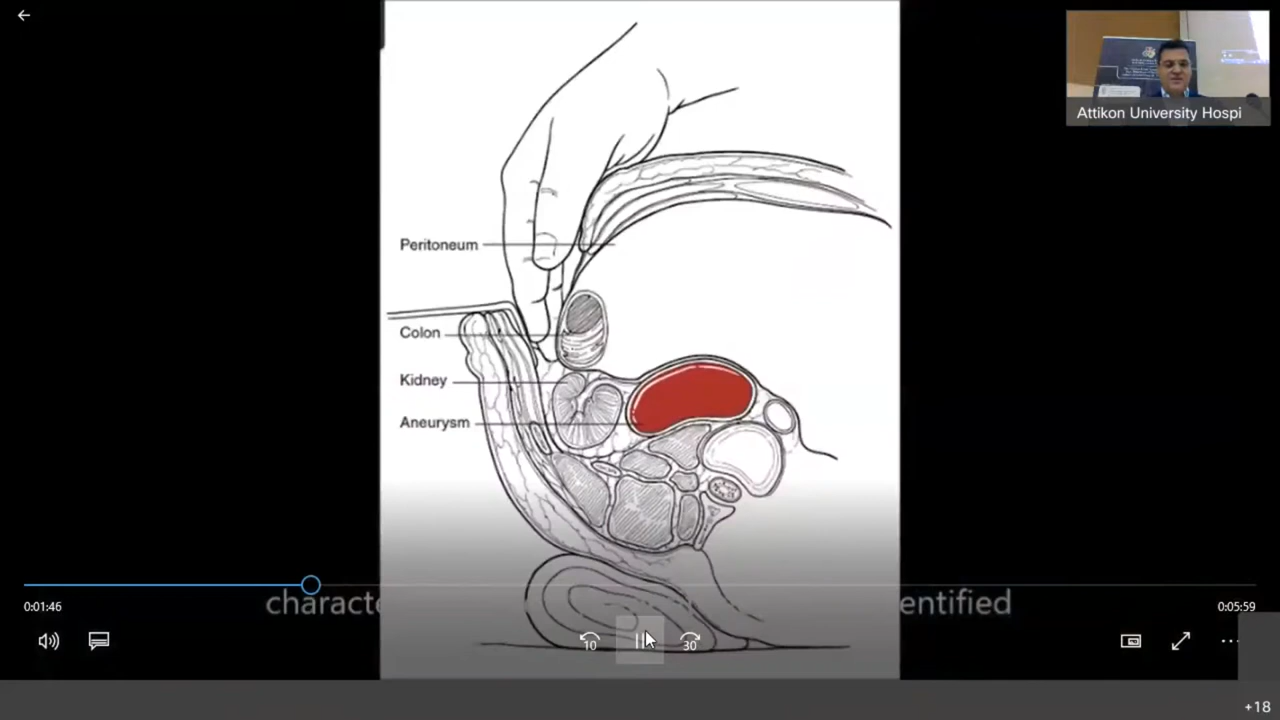 Attikon University Hospi
Peritoneum
Colon
Kidney
Aneurysm
0:01:46
entified
0:05:59
10
30
+18